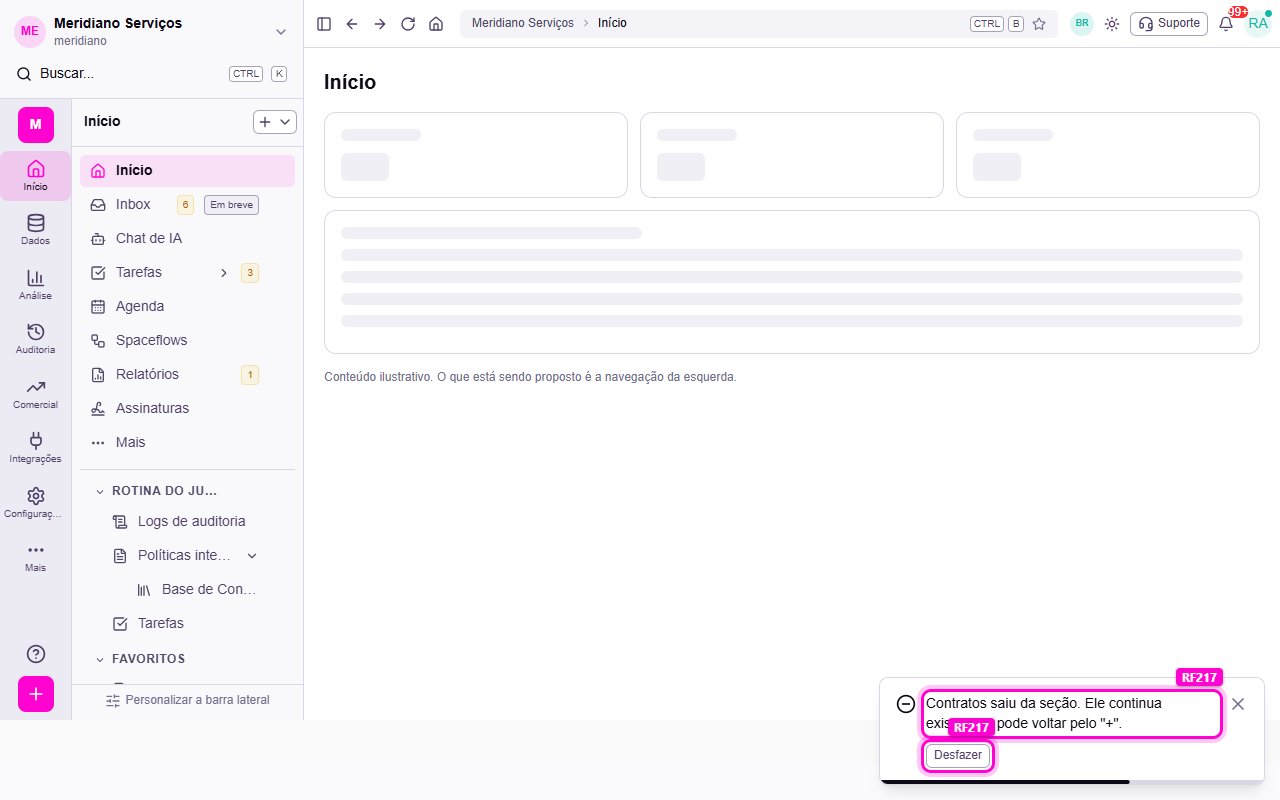 ME
Meridiano Serviços
meridiano
Buscar...
CTRL
K
Meridiano Serviços
Início
CTRL
B
BR
Suporte
99+
RA
M
Início
Dados
Análise
Auditoria
Comercial
Integrações
Configuraç...
Mais
Início
Início
Inbox
6
Em breve
Chat de IA
Tarefas
3
Agenda
Spaceflows
Relatórios
1
Assinaturas
Mais
ROTINA DO JU...
Logs de auditoria
Políticas inte...
Base de Con...
Tarefas
FAVORITOS
Personalizar a barra lateral
Início
Conteúdo ilustrativo. O que está sendo proposto é a navegação da esquerda.
RF217
Contratos saiu da seção. Ele continua
pode voltar pelo "+".
RF217
Desfazer